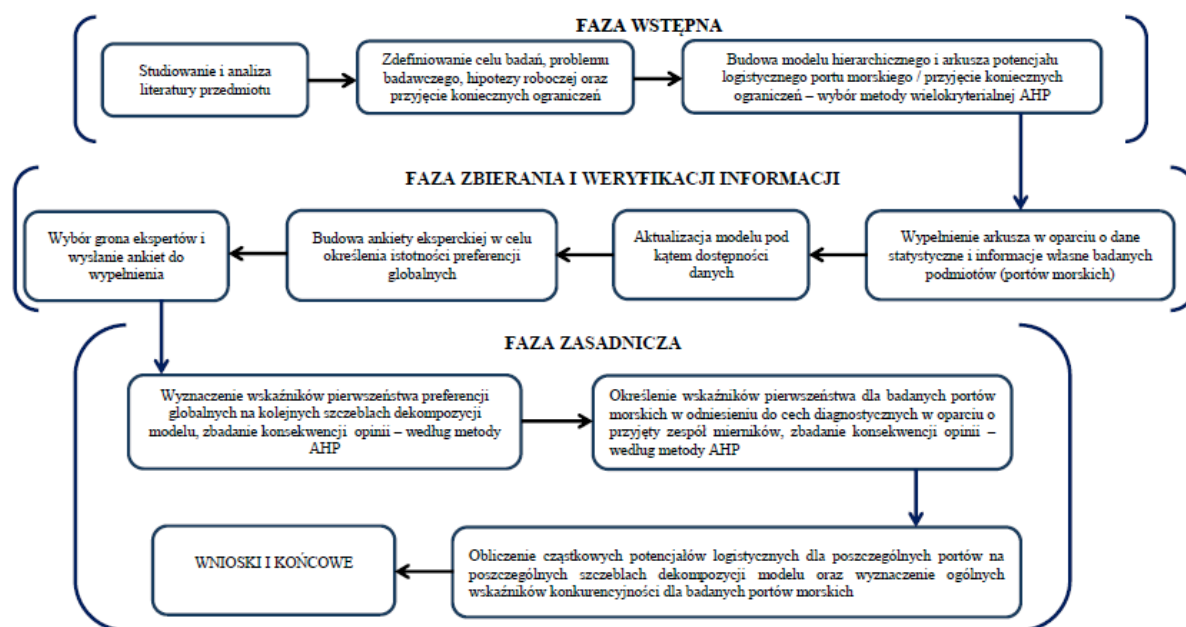 FAZA WSTĘPNA
Studiowanie i analiza
literatury przedmiotu
Zdefiniowanie celu badań, problemu
badawczego, hipotezy roboczej oraz
przyjęcie koniecznych ograniczeń
Budowa modelu hierarchicznego i arkusza potencjału
logistycznego portu morskiego / przyjęcie koniecznych
ograniczeń – wybór metody wielokryterialnej AHP
FAZA ZBIERANIA I WERYFIKACJI INFORMACJI
Wybór grona ekspertów i
wysłanie ankiet do
wypełnienia
Budowa ankiety eksperckiej w celu
określenia istotności preferencji
globalnych
Aktualizacja modelu pod
kątem dostępności
danych
Wypełnienie arkusza w oparciu o dane
statystyczne i informacje własne badanych
podmiotów (portów morskich)
FAZA ZASADNICZA
Wyznaczenie wskaźników pierwszeństwa preferencji
globalnych na kolejnych szczeblach dekompozycji
modelu, zbadanie konsekwencji opinii – według metody
AHP
Określenie wskaźników pierwszeństwa dla badanych portów
morskich w odniesieniu do cech diagnostycznych w oparciu o
przyjęty zespół mierników, zbadanie konsekwencji opinii –
według metody AHP
WNIOSKI I KOŃCOWE
Obliczenie cząstkowych potencjałów logistycznych dla poszczególnych portów na
poszczególnych szczeblach dekompozycji modelu oraz wyznaczenie ogólnych
wskaźników konkurencyjności dla badanych portów morskich